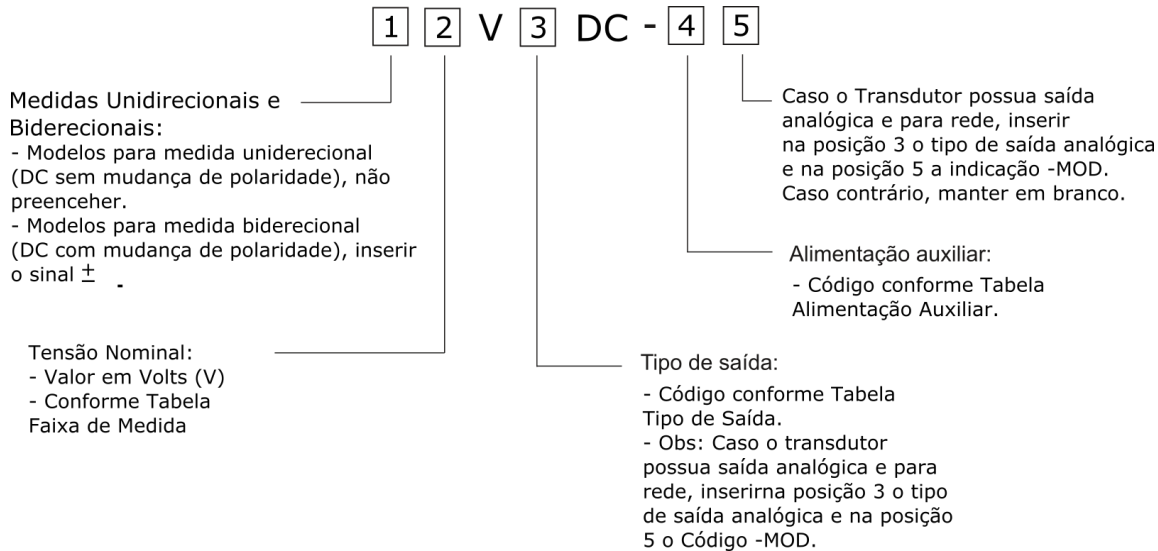 1 2 V 3 DC - 4 5
Medidas Unidirecionais e
Biderecionais:
- Modelos para medida uniderecional
(DC sem mudança de polaridade), não
preenceher.
- Modelos para medida biderecional
(DC com mudança de polaridade), inserir
o sinal ± .
Tensão Nominal:
- Valor em Volts (V)
- Conforme Tabela
Faixa de Medida
Tipo de saída:
- Código conforme Tabela
Tipo de Saída.
- Obs: Caso o transdutor
possua saída analógica e para
rede, inserirna posição 3 o tipo
de saída analógica e na posição
5 o Código -MOD.
Alimentação auxiliar:
- Código conforme Tabela
Alimentação Auxiliar.
Caso o Transdutor possua saída
analógica e para rede, inserir
na posição 3 o tipo de saída analógica
e na posição 5 a indicação -MOD.
Caso contrário, manter em branco.